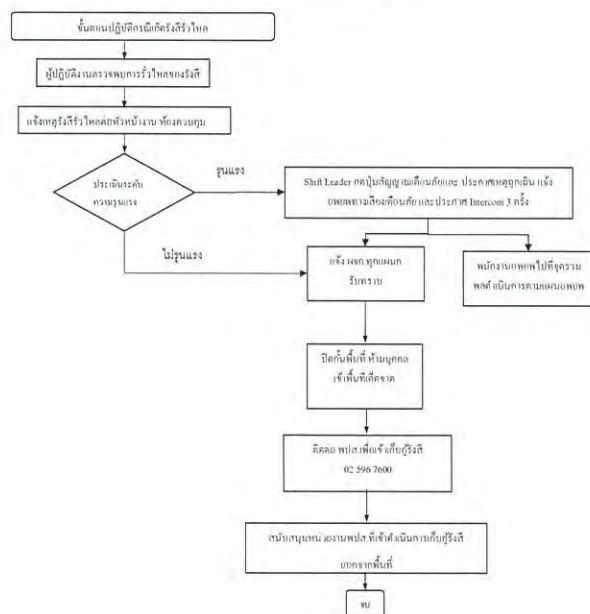 ขั้นตอนปฏิบัติกรณีเกิดรังสีรั่วไหล
ผู้ปฏิบัติงานตรวจพบการรั่วไหลของรังสี
แจ้งเหตุรังสีรั่วไหลต่อหัวหน้างาน ห้องควบคุม
ประเมินระดับ
ความรุนแรง
รุนแรง
Shift Leader กดปุ่มสัญญาณเตือนภัยและ ประกาศเหตุฉุกเฉิน แจ้ง
อพยพทางเสียงเตือนภัย และประกาศ Intercom 3 ครั้ง
ไม่รุนแรง
แจ้ง ผจก.ทุกแผนก
รับทราบ
พนักงานอพยพไปที่จุดรวม
พลดำเนินการตามแผนอพยพ
ปิดกั้นพื้นที่ ห้ามบุคคล
เข้าพื้นที่เด็ดขาด
ติดต่อ พปส.เพื่อเข้าเก็บกู้รังสี
02 596 7600
สนับสนุนหน่วยงานพปส ที่เข้าดำเนินการเก็บกู้รังสี
ออกจากพื้นที่
จบ